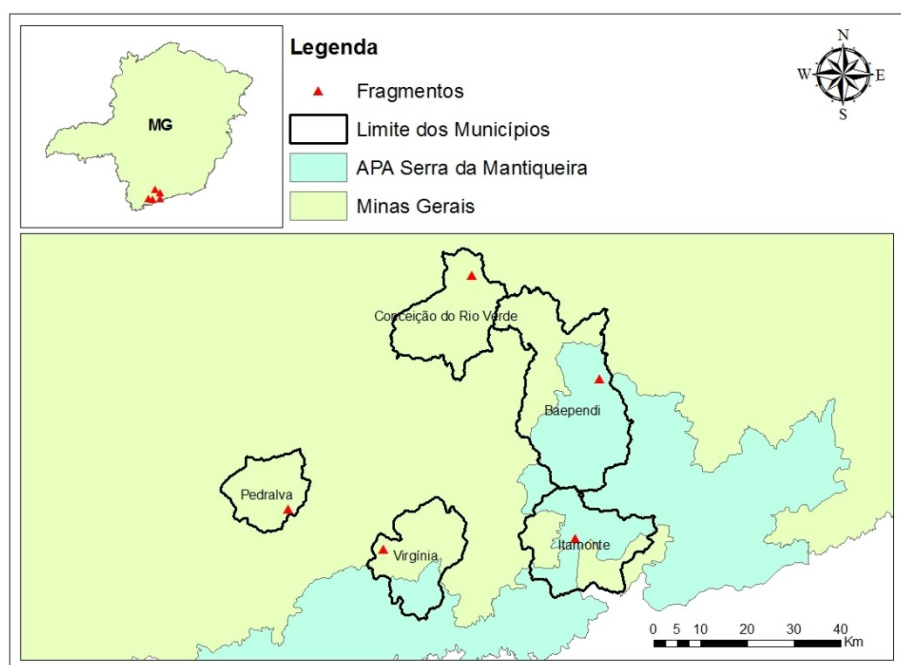 MG
Legenda
Fragmentos
Limite dos Municípios
APA Serra da Mantiqueira
Minas Gerais
N
W E
S
Conceição do Rio Verde
Baependi
Pedralva
Virgínia
Itamonte
0 5 10 20 30 40
Km